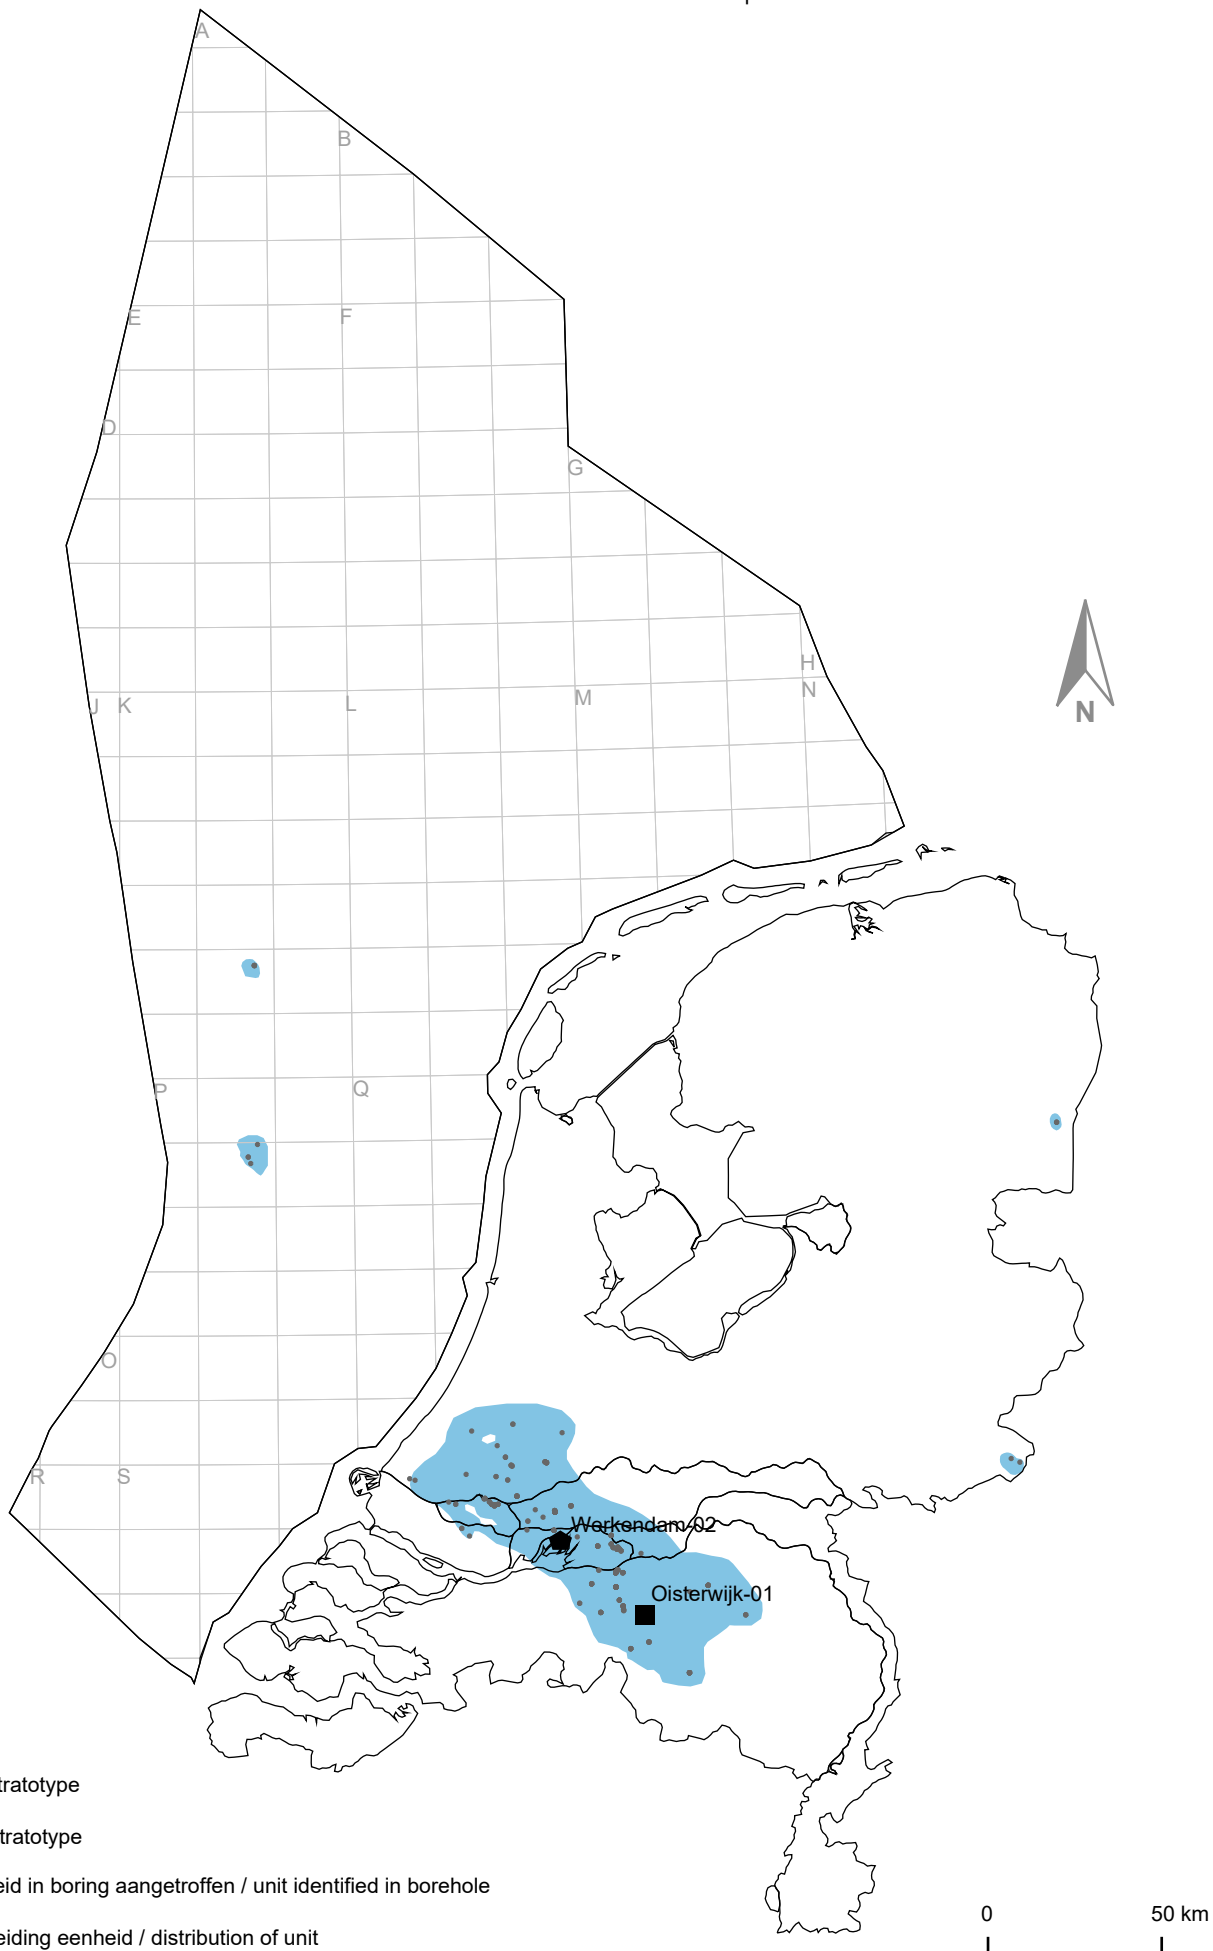 A
B
E
F
D
G
H
N
J K
L
M
N
P
Q
O
R
S
Werkendam-02
Oisterwijk-01
tratotype
tratotype
eid in boring aangetroffen / unit identified in borehole
eiding eenheid / distribution of unit
0
50 km